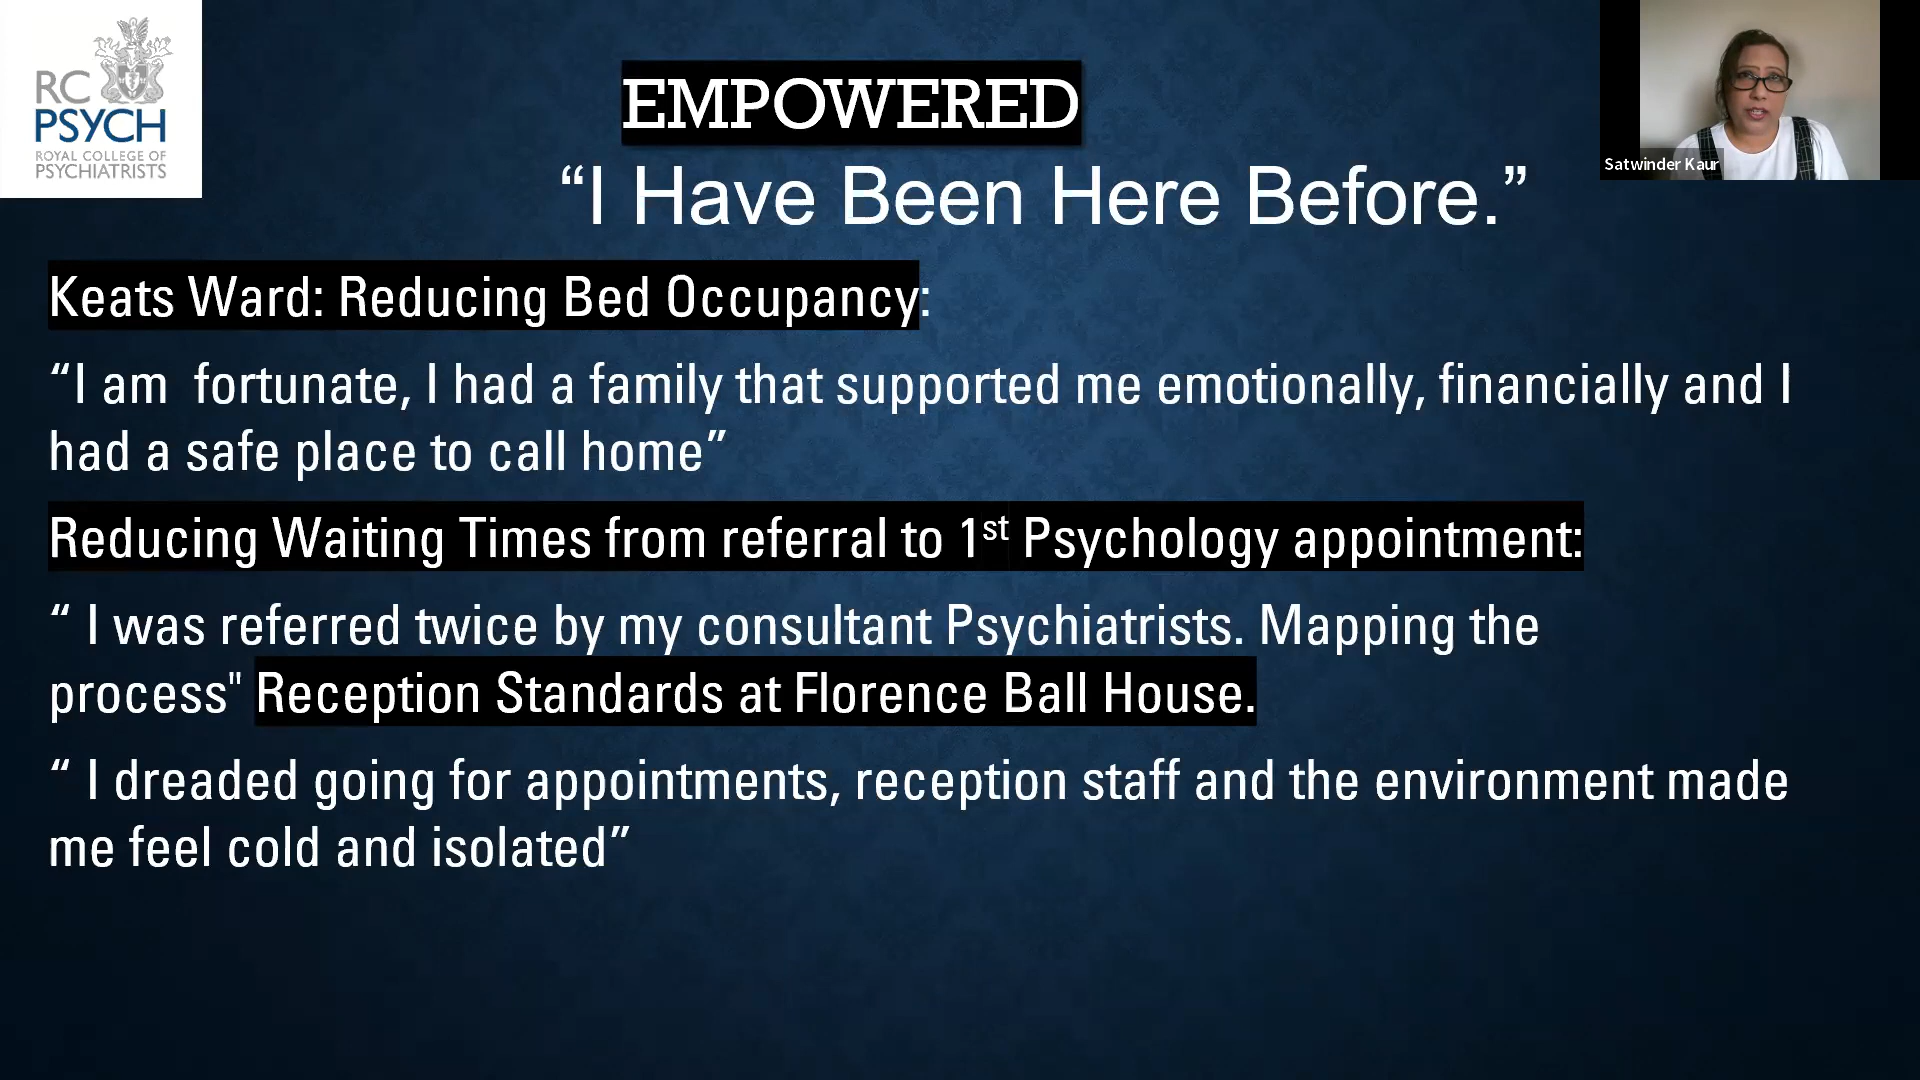 RC
PSYCH
ROYAL COLLEGE OF
PSYCHIATRISTS
EMPOWERED
“I Have Been Here Before.”
Satwinder Kaur
Keats Ward: Reducing Bed Occupancy:
“I am  fortunate, I had a family that supported me emotionally, financially and I
had a safe place to call home”
Reducing Waiting Times from referral to 1st Psychology appointment:
“ I was referred twice by my consultant Psychiatrists. Mapping the
process" Reception Standards at Florence Ball House.
“ I dreaded going for appointments, reception staff and the environment made
me feel cold and isolated”